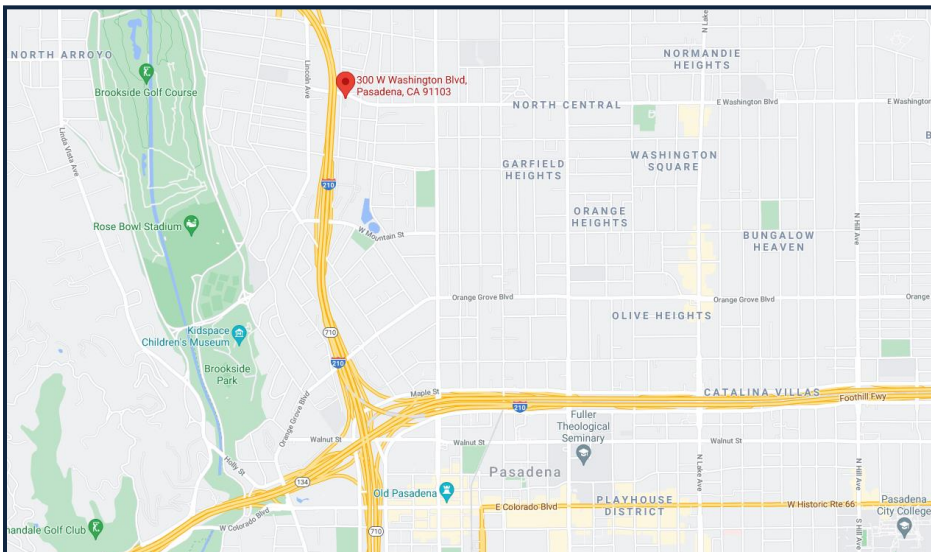 NORTH ARROYO
Brookside Golf Course
Linda Vista Ave
Lincoln Ave
300 W Washington Blvd,
Pasadena, CA 91103
N Lake
NORMANDIE
HEIGHTS
NORTH CENTRAL
E Washington Blvd
E Washington
GARFIELD
HEIGHTS
WASHINGTON
SQUARE
B
210
Rose Bowl Stadium
W Mountain St
ORANGE
HEIGHTS
BUNGALOW
HEAVEN
N Hill Ave
Orange Grove Blvd
Orange Grove Blvd
Orange
OLIVE HEIGHTS
Kidspace
Children's Museum
710
210
Brookside
Park
Orange Grove Blvd
Maple St
210
CATALINA VILLAS
Foothill Fwy
Fuller
Theological
Seminary
Walnut St
Walnut St
Walnut St
Holly St
134
N Lake Ave
N Hill Ave
Pasadena
Old Pasadena
PLAYHOUSE
DISTRICT
E Colorado Blvd
W Historic Rte 66
Pasadena
City College
W Colorado Blvd
nandale Golf Club
710
S Hill Ave